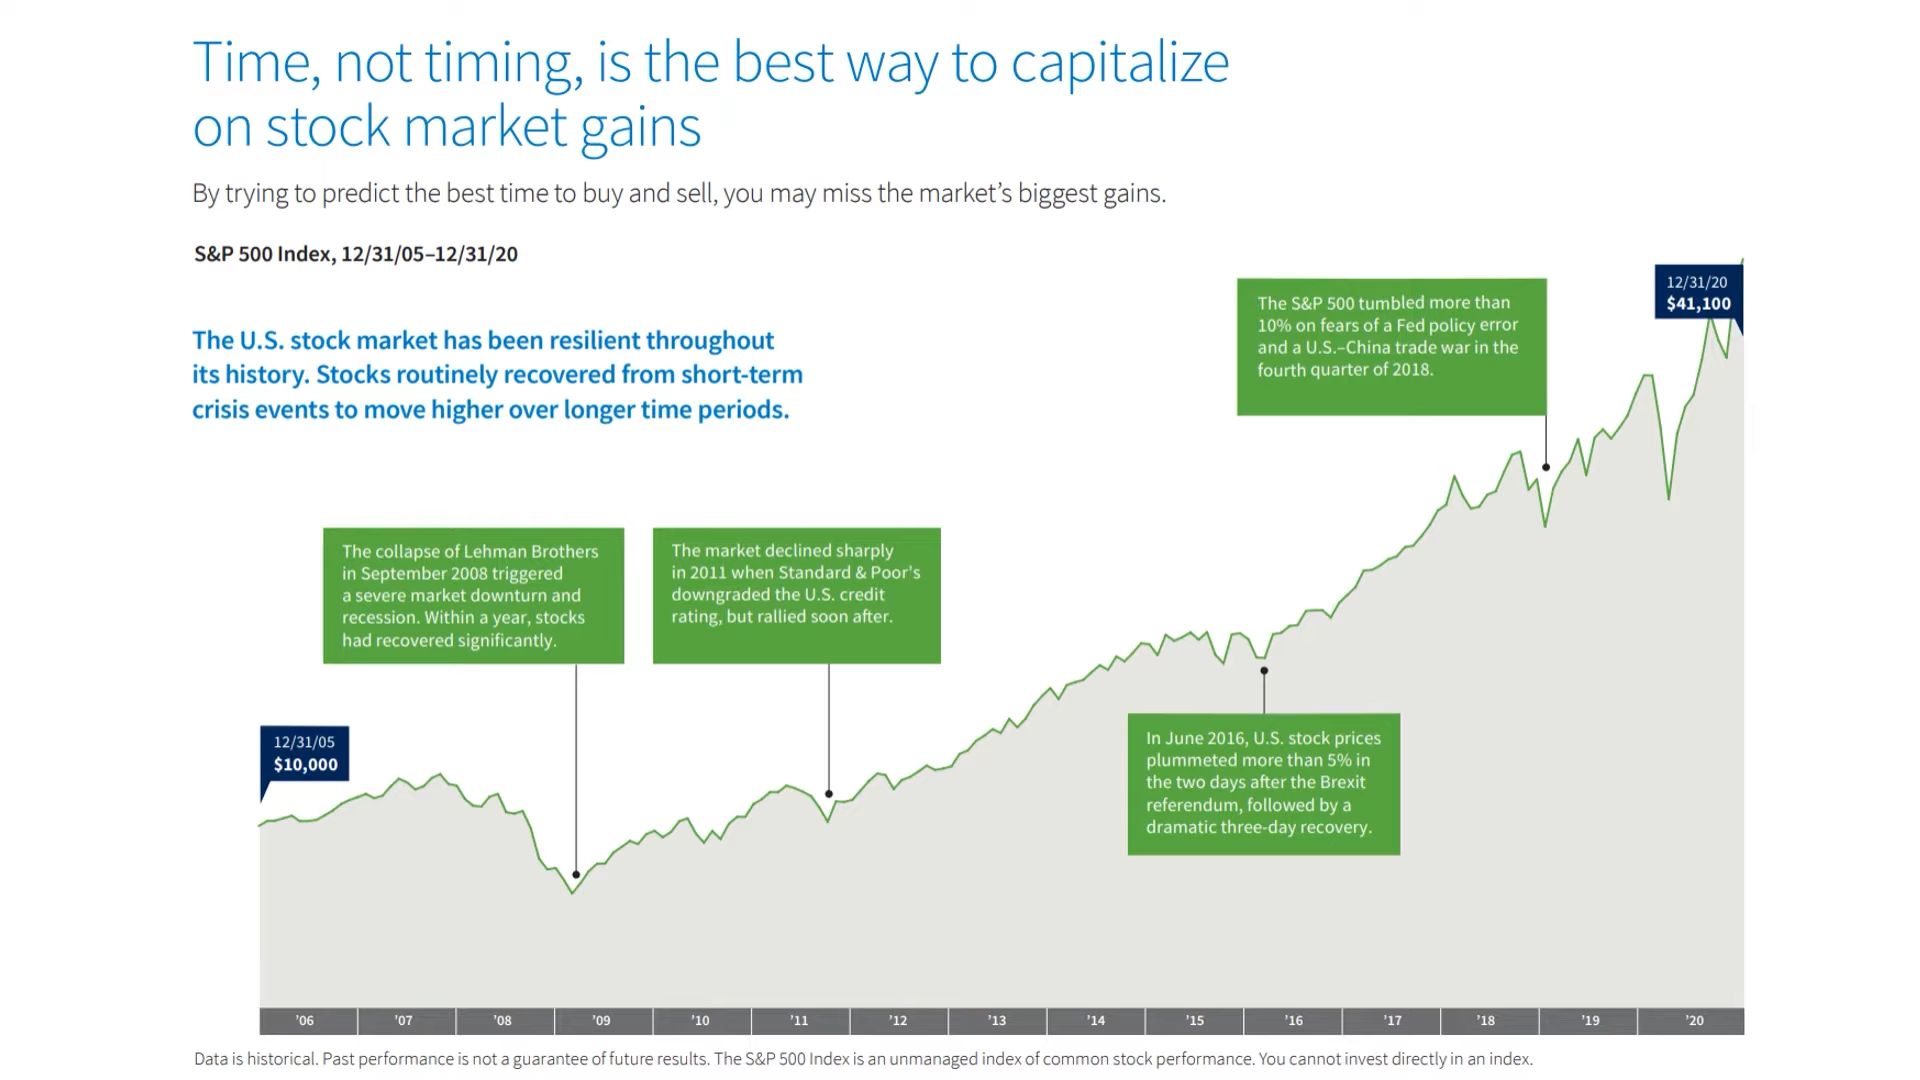 Time, not timing, is the best way to capitalize
on stock market gains
By trying to predict the best time to buy and sell, you may miss the market’s biggest gains.
S&P 500 Index, 12/31/05–12/31/20
The U.S. stock market has been resilient throughout
its history. Stocks routinely recovered from short-term
crisis events to move higher over longer time periods.
12/31/20
$41,100
The S&P 500 tumbled more than
10% on fears of a Fed policy error
and a U.S.–China trade war in the
fourth quarter of 2018.
The collapse of Lehman Brothers
in September 2008 triggered
a severe market downturn and
recession. Within a year, stocks
had recovered significantly.
The market declined sharply
in 2011 when Standard & Poor’s
downgraded the U.S. credit
rating, but rallied soon after.
12/31/05
$10,000
In June 2016, U.S. stock prices
plummeted more than 5% in
the two days after the Brexit
referendum, followed by a
dramatic three-day recovery.
’06 ’07 ’08 ’09 ’10 ’11 ’12 ’13 ’14 ’15 ’16 ’17 ’18 ’19 ’20
Data is historical. Past performance is not a guarantee of future results. The S&P 500 Index is an unmanaged index of common stock performance. You cannot invest directly in an index.